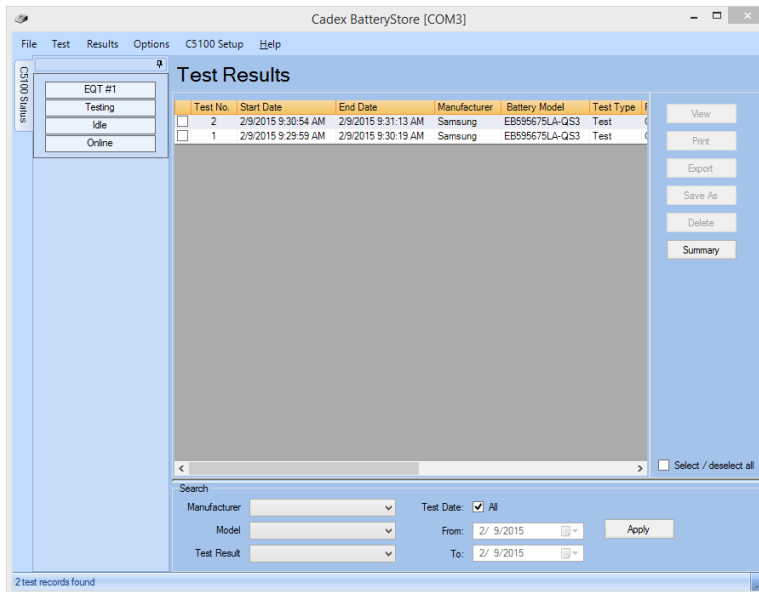 Cadex BatteryStore [COM3]
File Test Results Options C5100 Setup Help
C5100 Status
EQT #1
Testing
Idle
Online
Test Results
Test No. Start Date End Date Manufacturer Battery Model Test Type
2 2/9/2015 9:30:54 AM 2/9/2015 9:31:13 AM Samsung EB595675LA-QS3 Test
1 2/9/2015 9:29:59 AM 2/9/2015 9:30:19 AM Samsung EB595675LA-QS3 Test
View
Print
Export
Save As
Delete
Summary
Select / deselect all
Search
Manufacturer Test Date: All
Model From: 2/ 9/2015 Apply
Test Result To: 2/ 9/2015
2 test records found